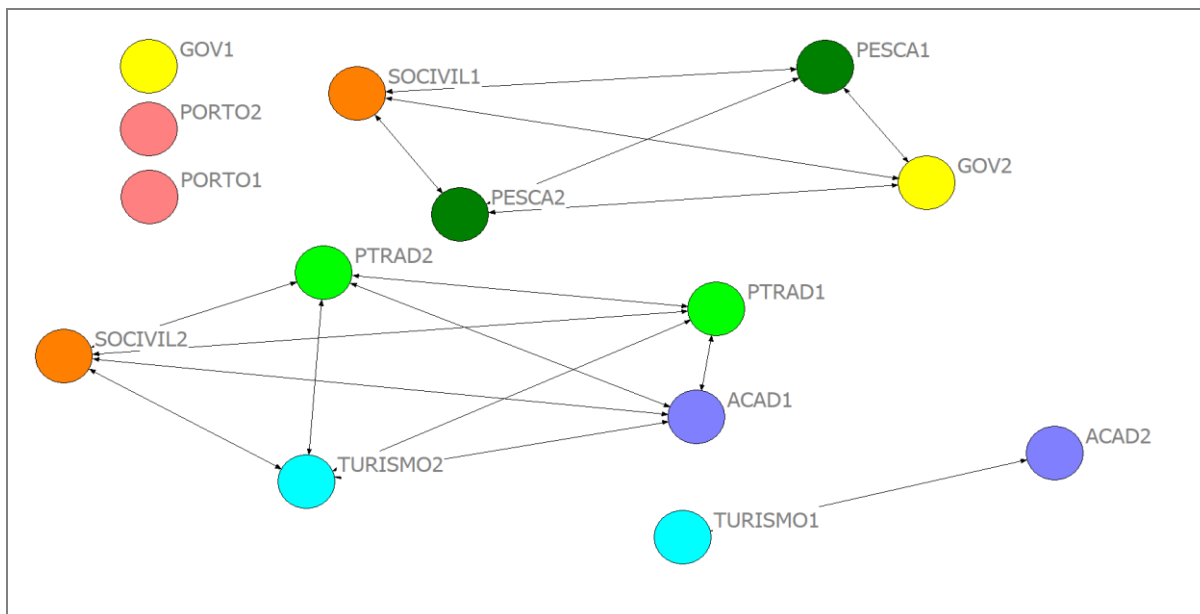 GOV1
PESCA1
SOCIVIL1
PORTO2
GOV2
PORTO1
PESCA2
PTRAD2
PTRAD1
SOCIVIL2
ACAD1
ACAD2
TURISMO2
TURISMO1